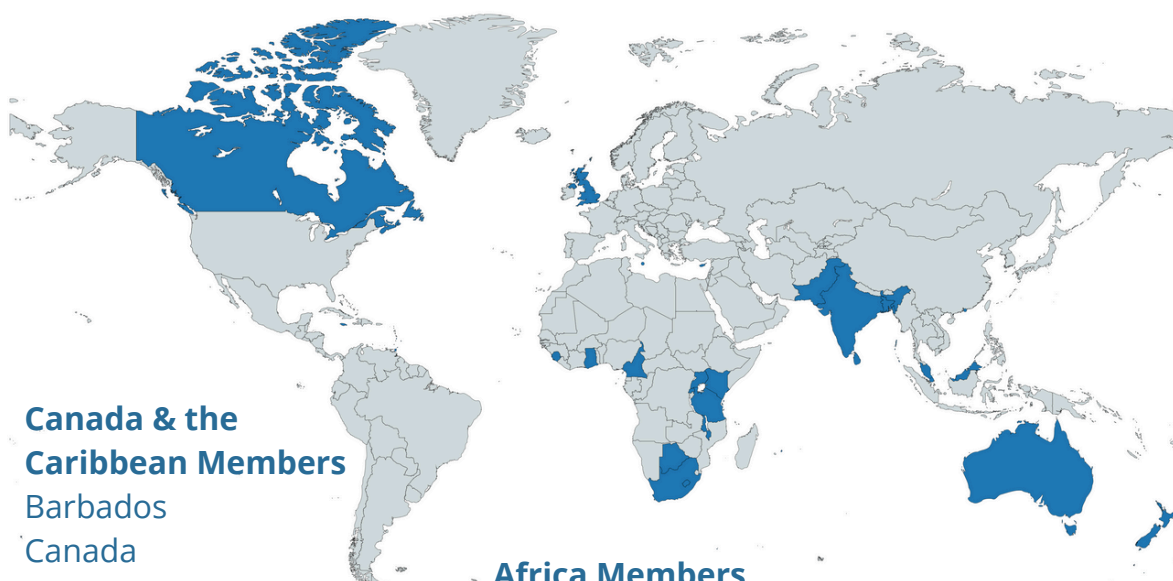 Canada & the
Caribbean Members
Barbados
Canada
Africa Members